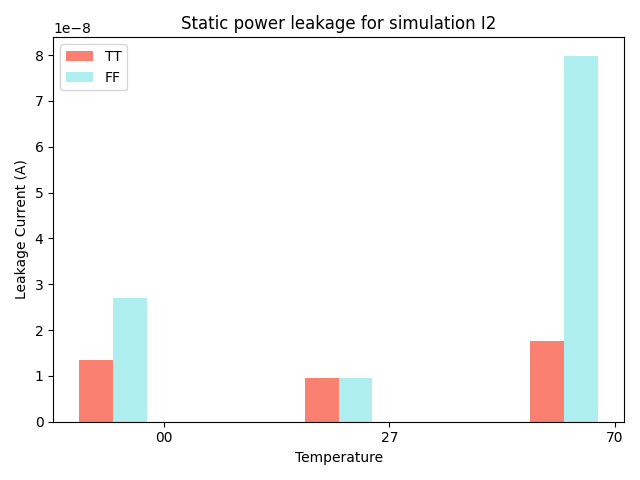 Static power leakage for simulation I2
1e−8
TT
FF
8
7
6
5
4
3
2
1
0
Leakage Current (A)
00
27
70
Temperature